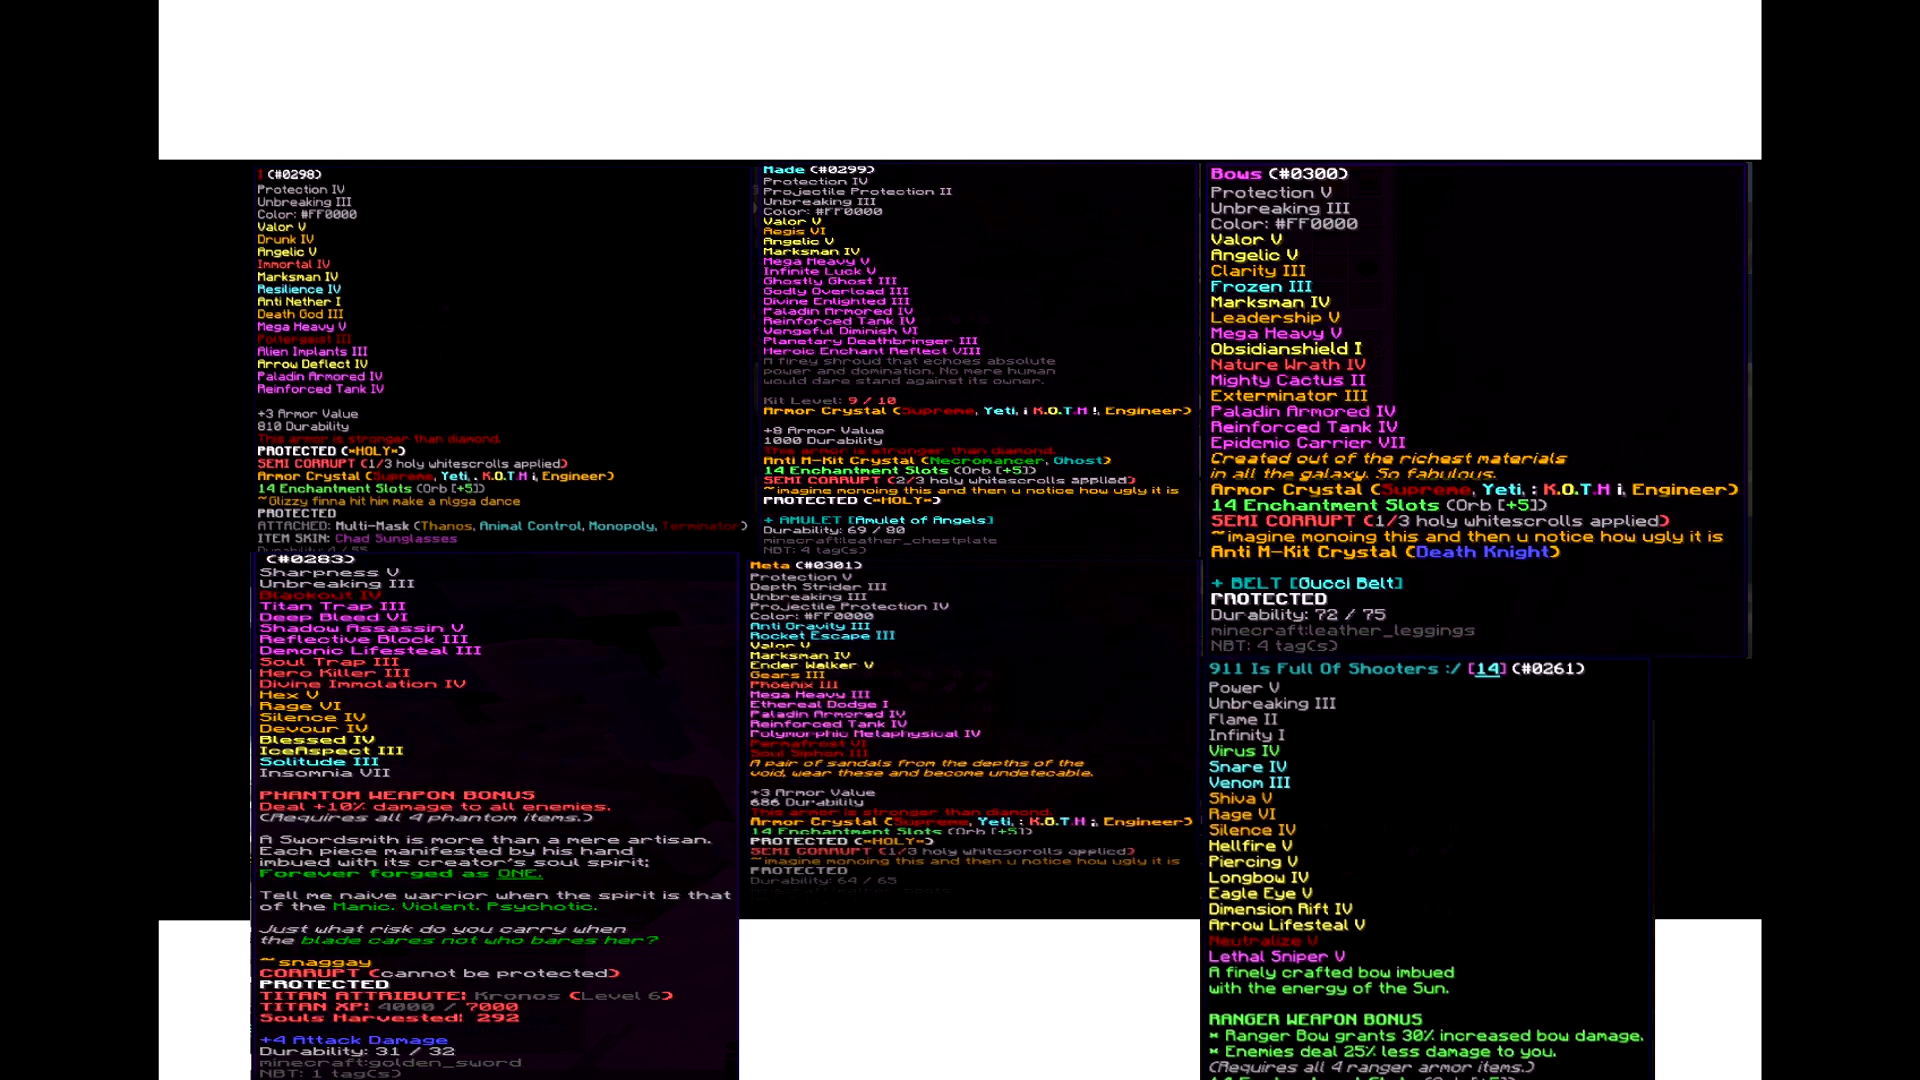 I (#0298)
Protection IV
Unbreaking III
Color: #FF0000
Valor V
Drunk IV
Angelic V
Immortal IV
Marksman IV
Resilience IV
Anti Nether I
Death God III
Mega Heavy V
Poltergeist III
Alien Implants III
Arrow Deflect IV
Paladin Armored IV
Reinforced Tank IV
+3 Armor Value
810 Durability
This armor is stronger than diamond.
PROTECTED (*HOLY*)
SEMI CORRUPT (1/3 holy whitescrolls applied)
Armor Crystal (Supreme, Yeti, : K.O.T.H ¡, Engineer)
14 Enchantment Slots (Orb [+5])
~Glizzy finna hit him make a nigga dance
PROTECTED
ATTACHED: Multi-Mask (Thanos, Animal Control, Monopoly, Terminator)
ITEM SKIN: Chad Sunglasses
Made (#0299)
Protection IV
Projectile Protection II
Unbreaking III
Color: #FF0000
Valor V
Aegis VI
Angelic V
Marksman IV
Mega Heavy V
Infinite Luck V
Ghostly Ghost III
Godly Overload III
Divine Enlighted III
Paladin Armored IV
Reinforced Tank IV
Vengeful Diminish VI
Planetary Deathbringer III
Heroic Enchant Reflect VIII
A firey shroud that echoes absolute
power and domination. No mere human
would dare stand against its owner.
Kit Level: 9 / 10
Armor Crystal (Supreme, Yeti, ¡ K.O.T.H !, Engineer)
+8 Armor Value
1000 Durability
This armor is stronger than diamond.
Anti M-Kit Crystal (Necromancer, Ghost)
14 Enchantment Slots (Orb [+5])
SEMI CORRUPT (2/3 holy whitescrolls applied)
~imagine monoing this and then u notice how ugly it is
PROTECTED (*HOLY*)
+ AMULET [Amulet of Angels]
Durability: 69 / 80
minecraft:leather_chestplate
NBT: 4 tag(s)
Bows (#0300)
Protection V
Unbreaking III
Color: #FF0000
Valor V
Angelic V
Clarity III
Frozen III
Marksman IV
Leadership V
Mega Heavy V
Obsidianshield I
Nature Wrath IV
Mighty Cactus II
Exterminator III
Paladin Armored IV
Reinforced Tank IV
Epidemic Carrier VII
Created out of the richest materials
in all the galaxy. So fabulous.
Armor Crystal (Supreme, Yeti, : K.O.T.H ¡, Engineer)
14 Enchantment Slots (Orb [+5])
SEMI CORRUPT (1/3 holy whitescrolls applied)
~imagine monoing this and then u notice how ugly it is
Anti M-Kit Crystal (Death Knight)
+ BELT [Gucci Belt]
PROTECTED
Durability: 72 / 75
minecraft:leather_leggings
NBT: 4 tag(s)
(#0283)
Sharpness V
Unbreaking III
Blackout IV
Titan Trap III
Deep Bleed VI
Shadow Assassin V
Reflective Block III
Demonic Lifesteal III
Soul Trap III
Hero Killer III
Divine Immolation IV
Hex V
Rage VI
Silence IV
Devour IV
Blessed IV
IceAspect III
Solitude III
Insomnia VII
PHANTOM WEAPON BONUS
Deal +10% damage to all enemies.
(Requires all 4 phantom items.)
A Swordsmith is more than a mere artisan.
Each piece manifested by his hand
imbued with its creator's soul spirit;
Forever forged as ONE.
Tell me naive warrior when the spirit is that
of the Manic. Violent. Psychotic.
Just what risk do you carry when
the blade cares not who bares her?
~snaggay
CORRUPT (cannot be protected)
PROTECTED
TITAN ATTRIBUTE: Kronos (Level 6)
TITAN XP: 4000 / 7000
Souls Harvested: 292
+4 Attack Damage
Durability: 31 / 32
minecraft:golden_sword
NBT: 1 tag(s)
Meta (#0301)
Protection V
Depth Strider III
Unbreaking III
Projectile Protection IV
Color: #FF0000
Anti Gravity III
Rocket Escape III
Valor V
Marksman IV
Ender Walker V
Gears III
Phoenix III
Mega Heavy III
Ethereal Dodge I
Paladin Armored IV
Reinforced Tank IV
Polymorphic Metaphysical IV
Permafrost VI
Soul Siphon III
A pair of sandals from the depths of the
void, wear these and become undetecable.
+3 Armor Value
686 Durability
This armor is stronger than diamond.
Armor Crystal (Supreme, Yeti, : K.O.T.H ¡, Engineer)
14 Enchantment Slots (Orb [+5])
PROTECTED (*HOLY*)
SEMI CORRUPT (1/3 holy whitescrolls applied)
~imagine monoing this and then u notice how ugly it is
PROTECTED
Durability: 64 / 65
911 Is Full Of Shooters :/ [14] (#0261)
Power V
Unbreaking III
Flame II
Infinity I
Virus IV
Snare IV
Venom III
Shiva V
Rage VI
Silence IV
Hellfire V
Piercing V
Longbow IV
Eagle Eye V
Dimension Rift IV
Arrow Lifesteal V
Neutralize V
Lethal Sniper V
A finely crafted bow imbued
with the energy of the Sun.
RANGER WEAPON BONUS
* Ranger Bow grants 30% increased bow damage.
* Enemies deal 25% less damage to you.
(Requires all 4 ranger armor items.)